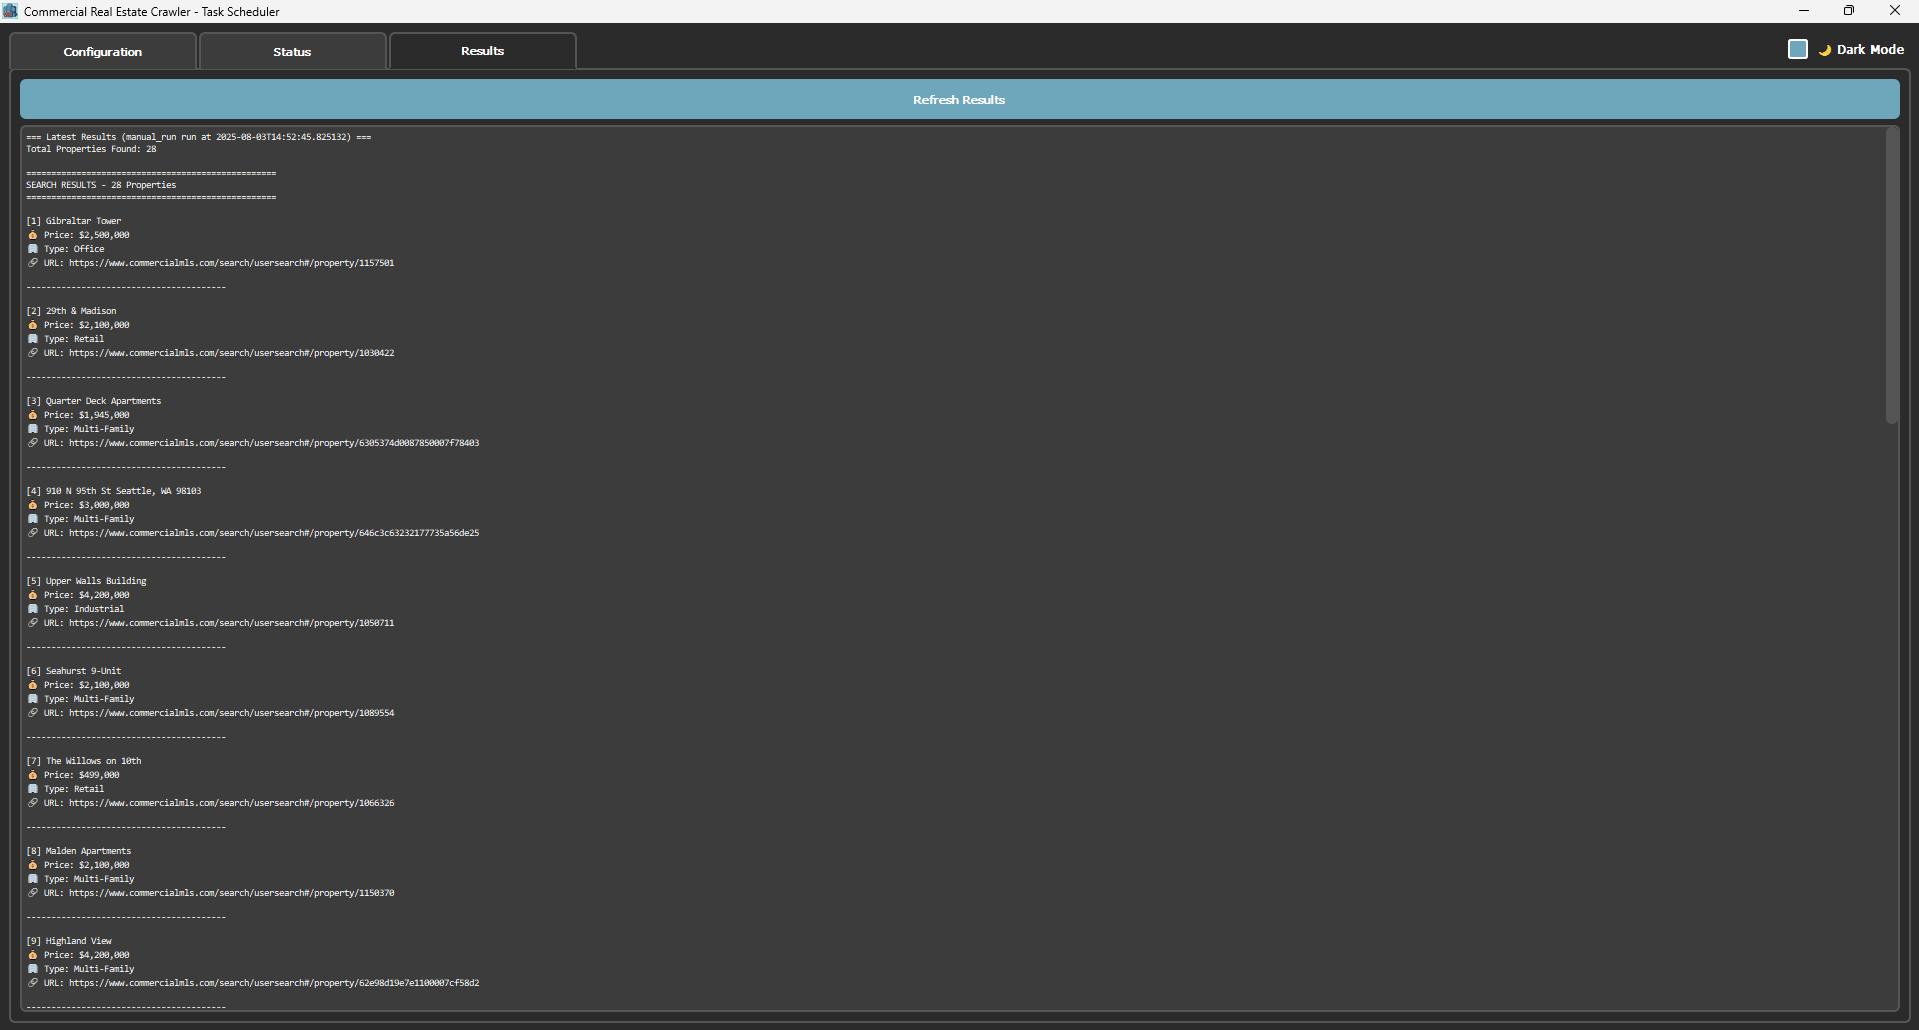 Commercial Real Estate Crawler - Task Scheduler
Configuration
Status
Results
🌙 Dark Mode
Refresh Results
=== Latest Results (manual_run run at 2025-08-03T14:52:45.825132) ===
Total Properties Found: 28
==================================================
SEARCH RESULTS - 28 Properties
==================================================
[1] Gibraltar Tower
💰 Price: $2,500,000
🏢 Type: Office
🔗 URL: https://www.commercialmls.com/search/usersearch#/property/1157501
----------------------------------------
[2] 29th & Madison
💰 Price: $2,100,000
🏢 Type: Retail
🔗 URL: https://www.commercialmls.com/search/usersearch#/property/1030422
----------------------------------------
[3] Quarter Deck Apartments
💰 Price: $1,945,000
🏢 Type: Multi-Family
🔗 URL: https://www.commercialmls.com/search/usersearch#/property/6305374d0087850007f78403
----------------------------------------
[4] 910 N 95th St Seattle, WA 98103
💰 Price: $3,000,000
🏢 Type: Multi-Family
🔗 URL: https://www.commercialmls.com/search/usersearch#/property/646c3c63232177735a56de25
----------------------------------------
[5] Upper Walls Building
💰 Price: $4,200,000
🏢 Type: Industrial
🔗 URL: https://www.commercialmls.com/search/usersearch#/property/1050711
----------------------------------------
[6] Seahurst 9-Unit
💰 Price: $2,100,000
🏢 Type: Multi-Family
🔗 URL: https://www.commercialmls.com/search/usersearch#/property/1089554
----------------------------------------
[7] The Willows on 10th
💰 Price: $499,000
🏢 Type: Retail
🔗 URL: https://www.commercialmls.com/search/usersearch#/property/1066326
----------------------------------------
[8] Malden Apartments
💰 Price: $2,100,000
🏢 Type: Multi-Family
🔗 URL: https://www.commercialmls.com/search/usersearch#/property/1150370
----------------------------------------
[9] Highland View
💰 Price: $4,200,000
🏢 Type: Multi-Family
🔗 URL: https://www.commercialmls.com/search/usersearch#/property/62e98d19e7e1100007cf58d2
----------------------------------------